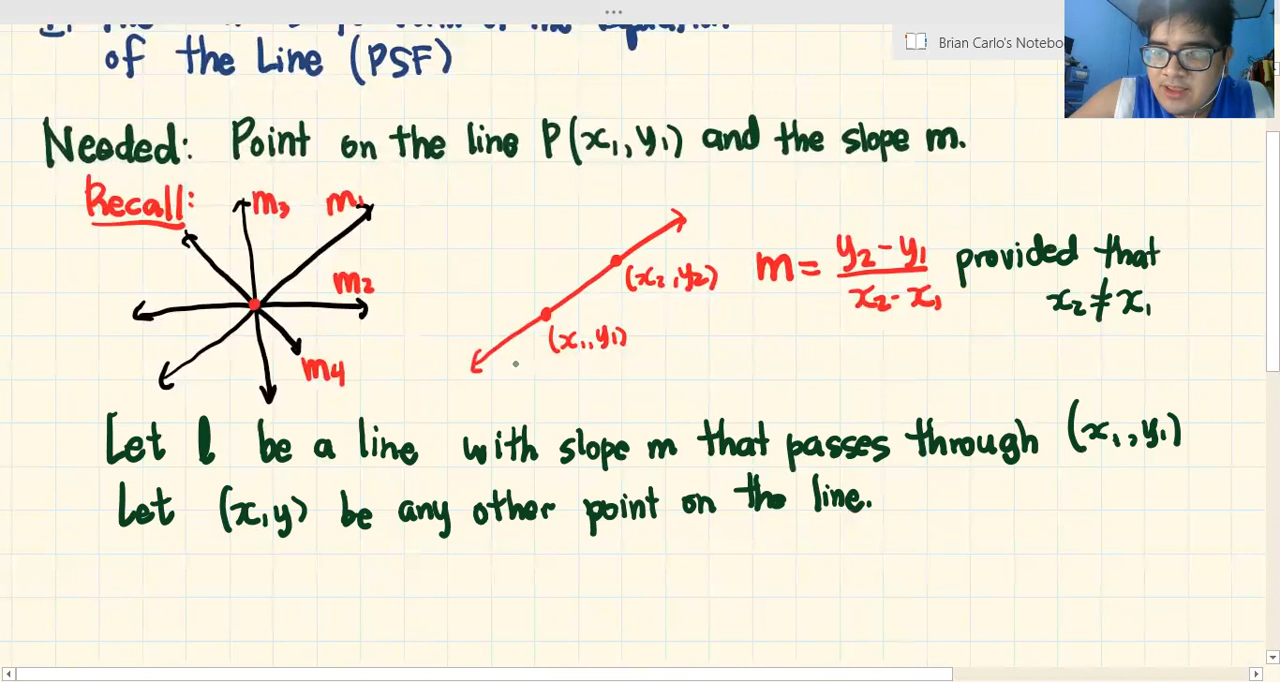 of the Line (PSF)
Brian Carlo's Notebo
Needed: Point on the line P(x₁, y₁) and the slope m.
Recall:
m₃ m₁
m₂
m₄
(x₂, y₂)
(x₁, y₁)
m = y₂ - y₁ / x₂ - x₁ provided that
x₂ ≠ x₁
Let l be a line with slope m that passes through (x₁, y₁)
Let (x, y) be any other point on the line.